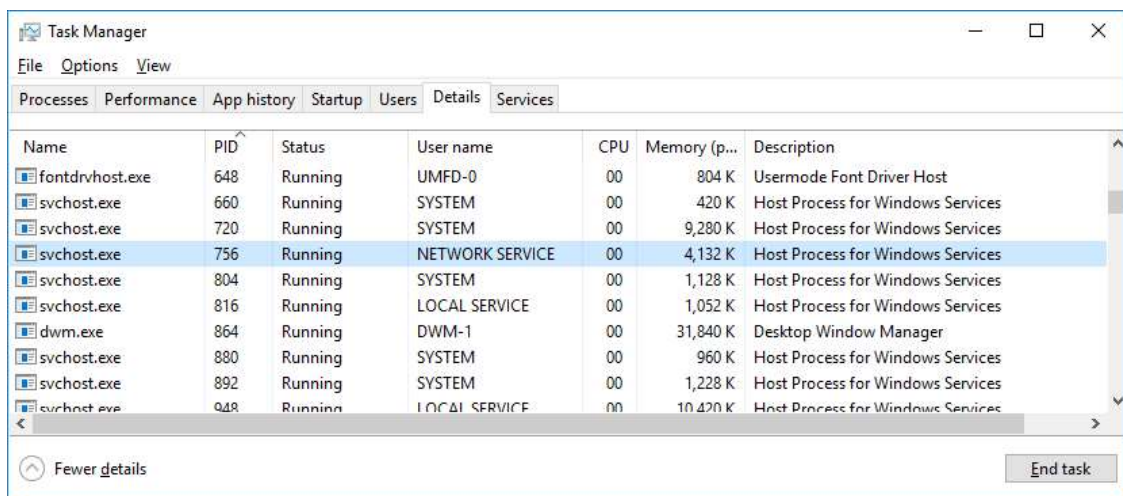 Task Manager
File Options View
Processes Performance App history Startup Users Details Services
Name PID Status User name CPU Memory (p... Description
fontdrvhost.exe 648 Running UMFD-0 00 804 K Usermode Font Driver Host
svchost.exe 660 Running SYSTEM 00 420 K Host Process for Windows Services
svchost.exe 720 Running SYSTEM 00 9,280 K Host Process for Windows Services
svchost.exe 756 Running NETWORK SERVICE 00 4,132 K Host Process for Windows Services
svchost.exe 804 Running SYSTEM 00 1,128 K Host Process for Windows Services
svchost.exe 816 Running LOCAL SERVICE 00 1,052 K Host Process for Windows Services
dwm.exe 864 Running DWM-1 00 31,840 K Desktop Window Manager
svchost.exe 880 Running SYSTEM 00 960 K Host Process for Windows Services
svchost.exe 892 Running SYSTEM 00 1,228 K Host Process for Windows Services
svchost.exe 948 Running LOCAL SERVICE 00 10,420 K Host Process for Windows Services
Fewer details End task